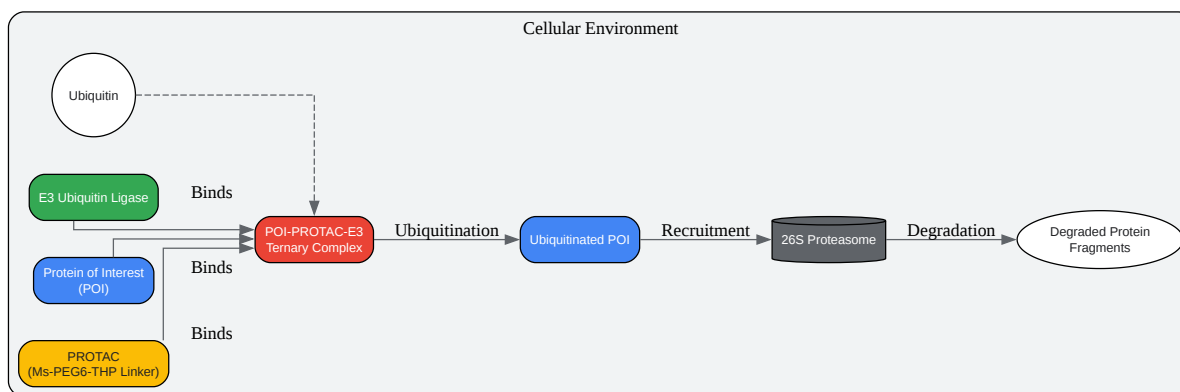 Cellular Environment
Ubiquitin
E3 Ubiquitin Ligase
Binds
POI-PROTAC-E3
Ternary Complex
Ubiquitination
Ubiquitinated POI
Recruitment
26S Proteasome
Degradation
Degraded Protein
Fragments
Protein of Interest
(POI)
Binds
Binds
PROTAC
(Ms-PEG6-THP Linker)